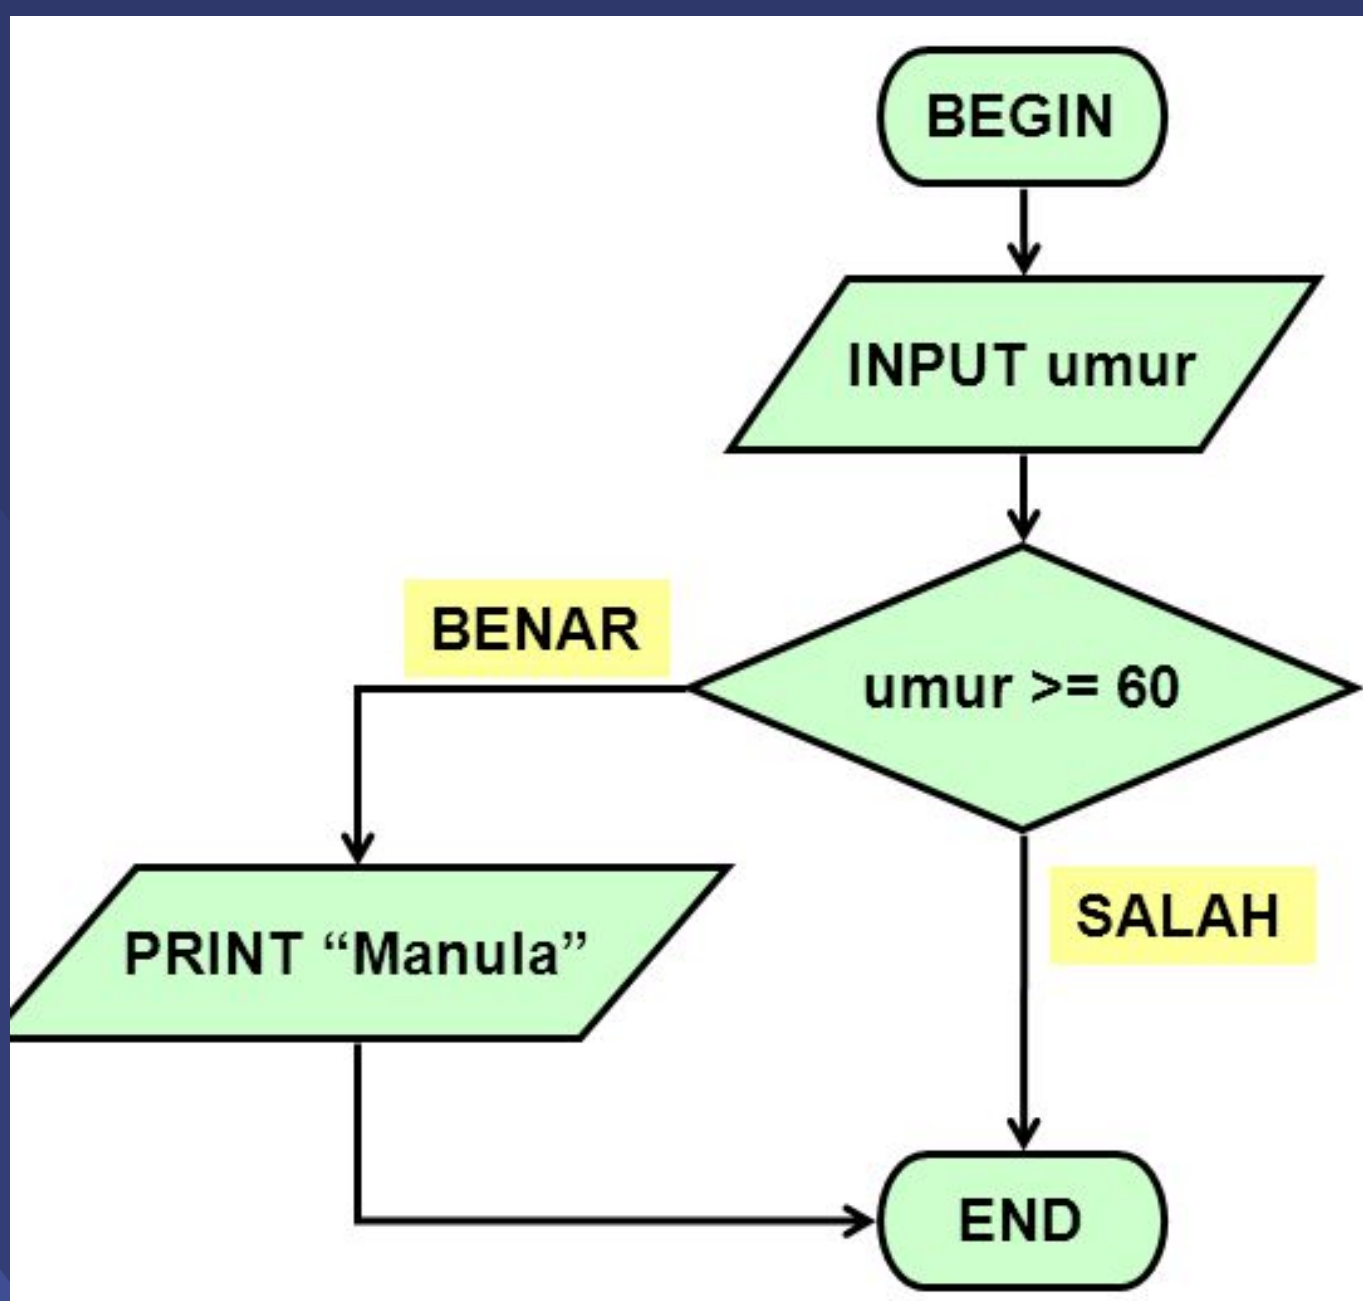 BEGIN
INPUT umur
umur >= 60
BENAR
SALAH
PRINT “Manula”
END